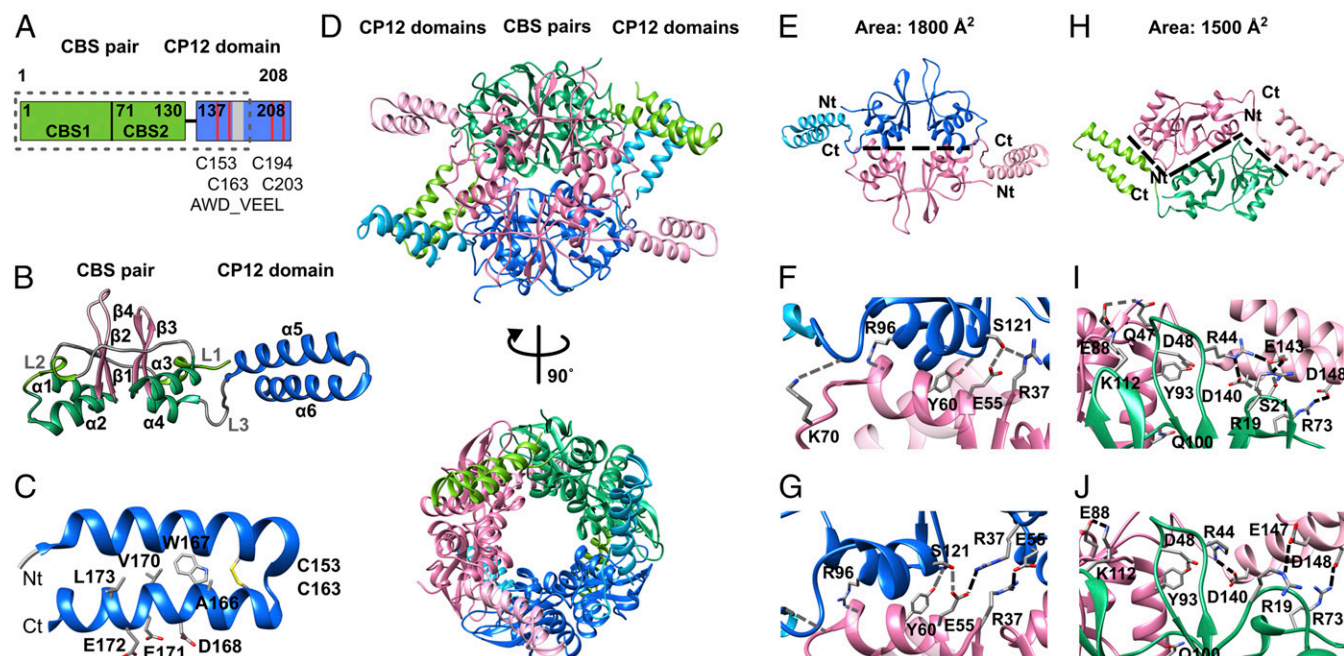 A
CBS pair CP12 domain
1 208
1 71 130 137 208
CBS1 CBS2
C153 C194
C163 C203
AWD_VEEL
B
CBS pair CP12 domain
β4
β2 β3 α5
L2 α3 L1
α1 β1
α2 α4 α6
L3
C
W167
V170 C153
Nt L173 C163
A166
Ct
E172 E171 D168
D
CP12 domains CBS pairs CP12 domains
90°
E
Area: 1800 Å²
Nt
Ct Ct
Nt
F
R96 S121
Y60 E55 R37
K70
G
R37 E55
S121
R96
Y60 E55 R37
H
Area: 1500 Å²
Ct
Nt
Nt
Ct
I
Q47 D48 R44 E143
E88
D148
K112 Y93 D140 S21
R19 R73
Q100
J
E88 R44 E147
D48
D148
K112 Y93 D140
R19 R73
Q100